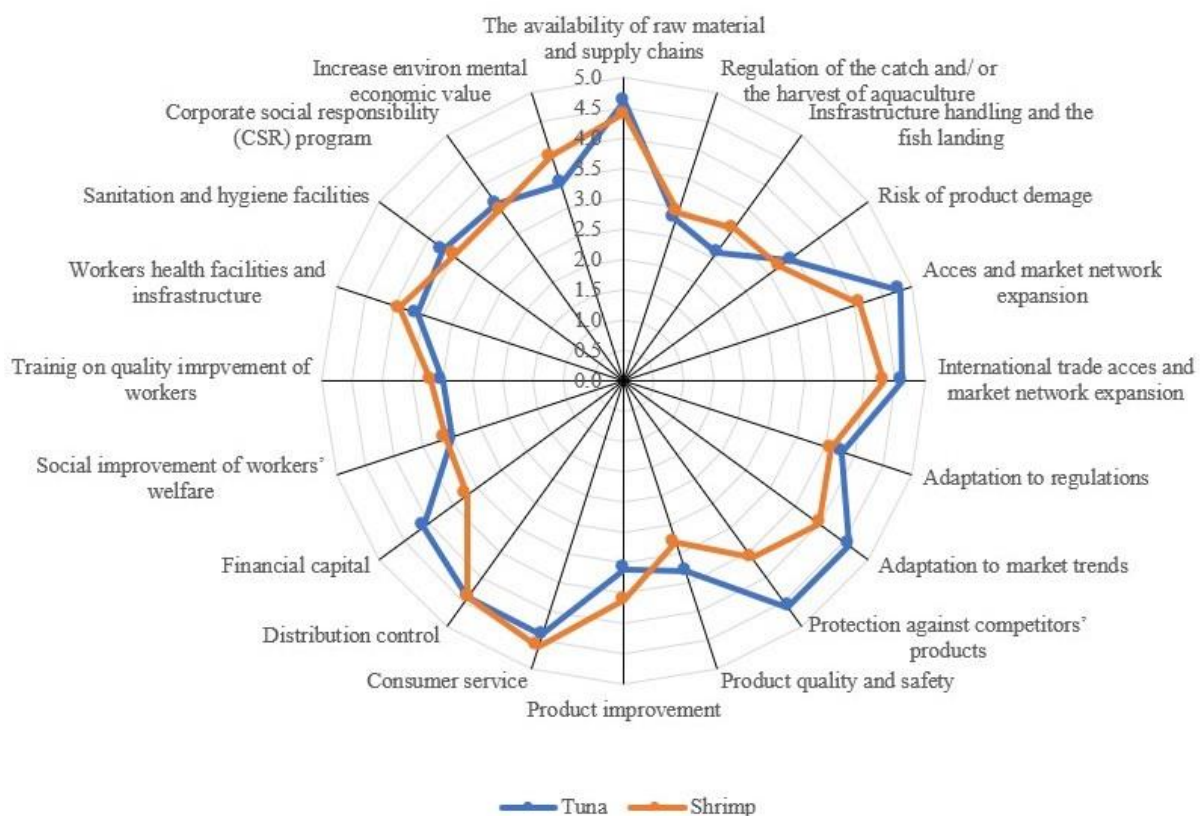 The availability of raw material
and supply chains
Regulation of the catch and/ or
the harvest of aquaculture
Insfrastructure handling and the
fish landing
Risk of product demage
Acces and market network
expansion
International trade acces and
market network expansion
Adaptation to regulations
Adaptation to market trends
Protection against competitors’
products
Product quality and safety
Product improvement
Consumer service
Distribution control
Financial capital
Social improvement of workers’
welfare
Trainig on quality imrpvement of
workers
Workers health facilities and
insfrastructure
Sanitation and hygiene facilities
Corporate social responsibility
(CSR) program
Increase environ mental
economic value
5.0
4.5
4.0
3.5
3.0
2.5
2.0
1.5
1.0
0.5
0.0
Tuna
Shrimp